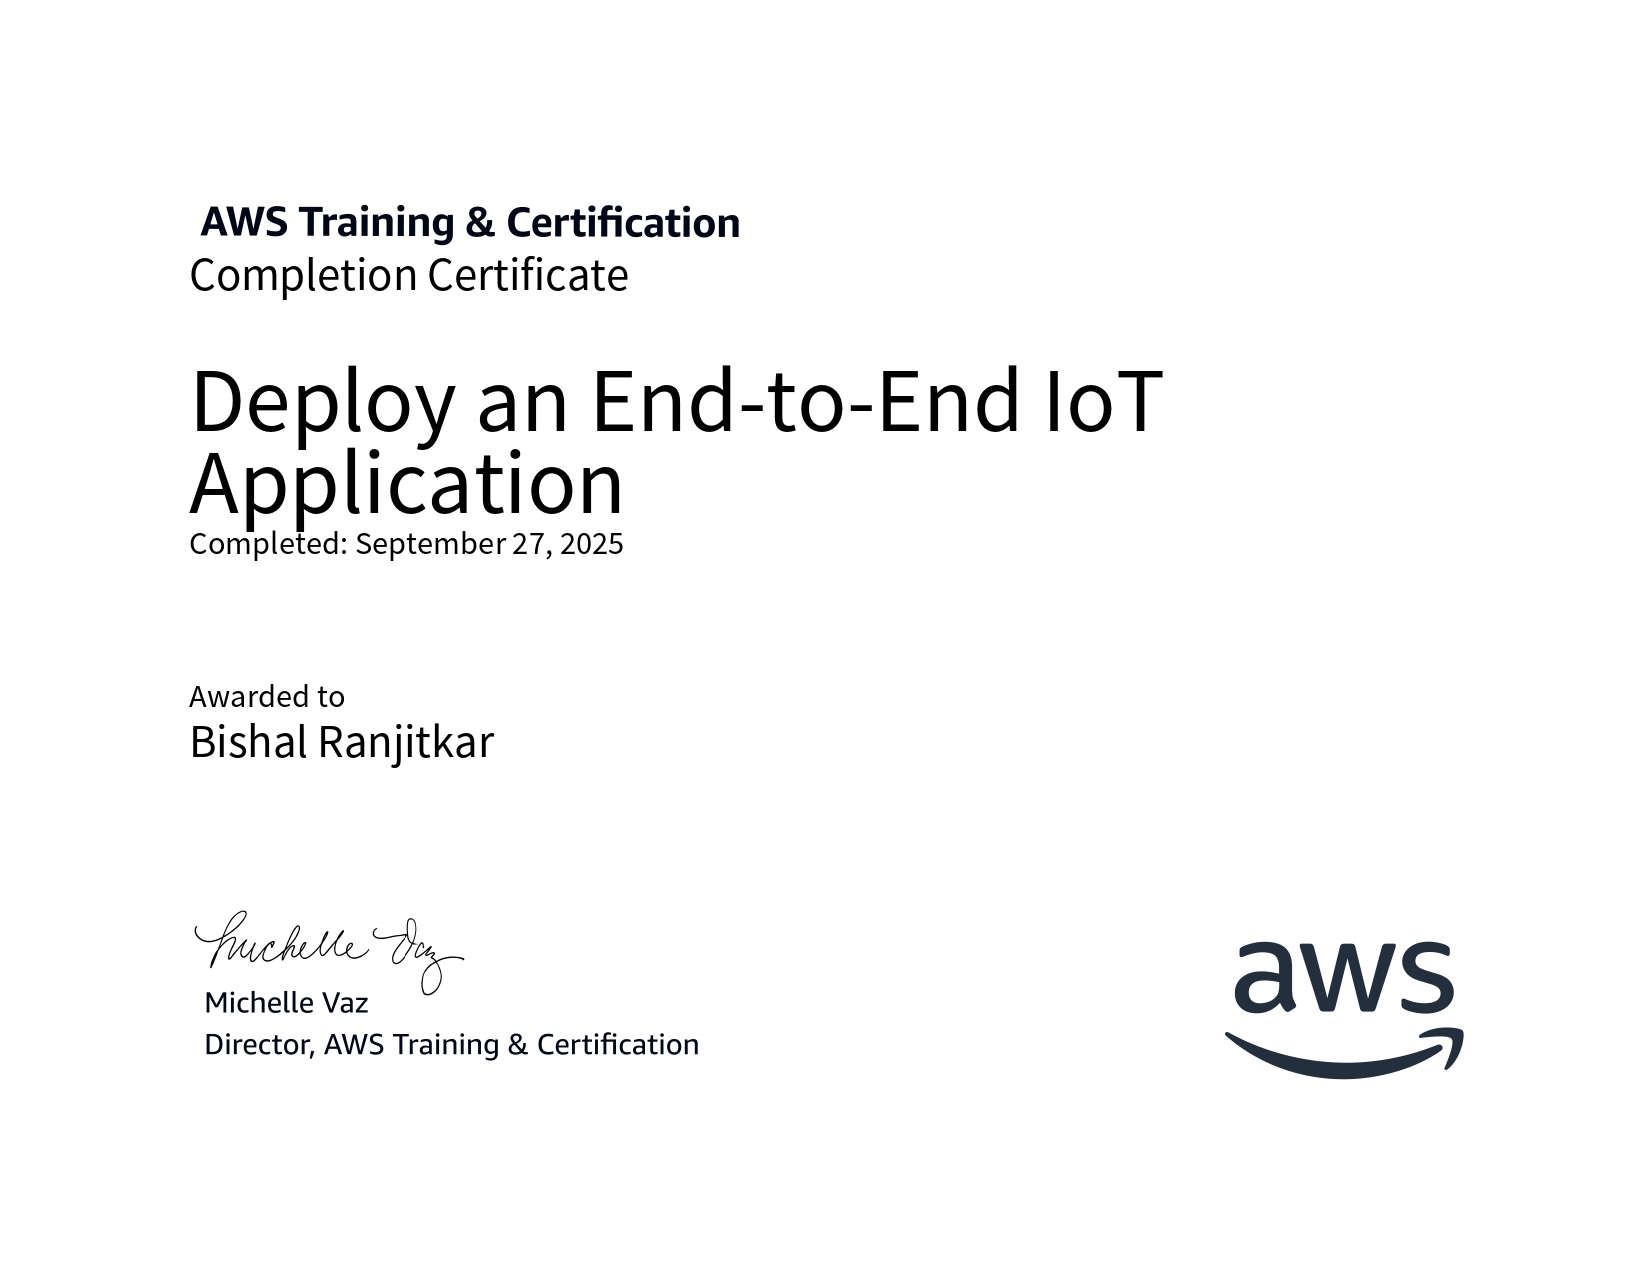 AWS Training & Certification
Completion Certificate
Deploy an End-to-End IoT
Application
Completed: September 27, 2025
Awarded to
Bishal Ranjitkar
Michelle Vaz
Michelle Vaz
Director, AWS Training & Certification
aws